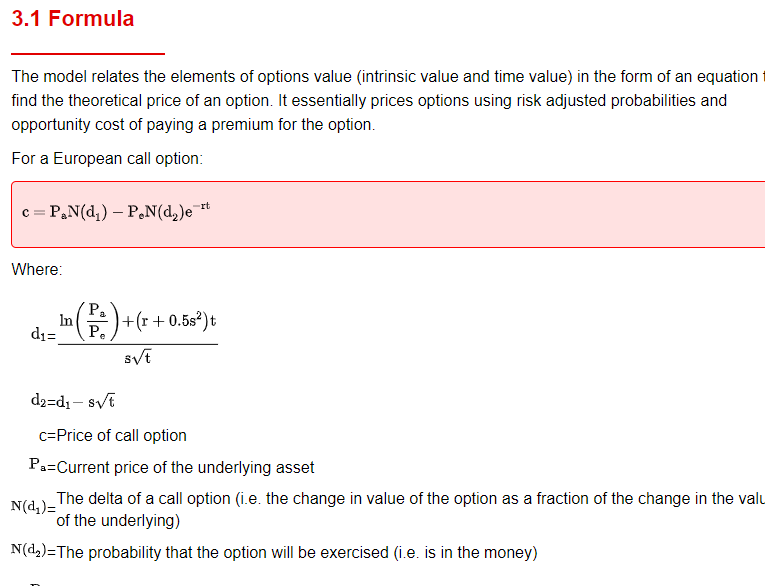 3.1 Formula
The model relates the elements of options value (intrinsic value and time value) in the form of an equation
find the theoretical price of an option. It essentially prices options using risk adjusted probabilities and
opportunity cost of paying a premium for the option.
For a European call option:
c = PₐN(d₁) − PₑN(d₂)e⁻ʳᵗ
Where:
d₁= (ln(Pₐ/Pₑ)+(r + 0.5s²)t)/(s√t)
d₂=d₁− s√t
c=Price of call option
Pₐ=Current price of the underlying asset
N(d₁)=The delta of a call option (i.e. the change in value of the option as a fraction of the change in the
of the underlying)
N(d₂)=The probability that the option will be exercised (i.e. is in the money)